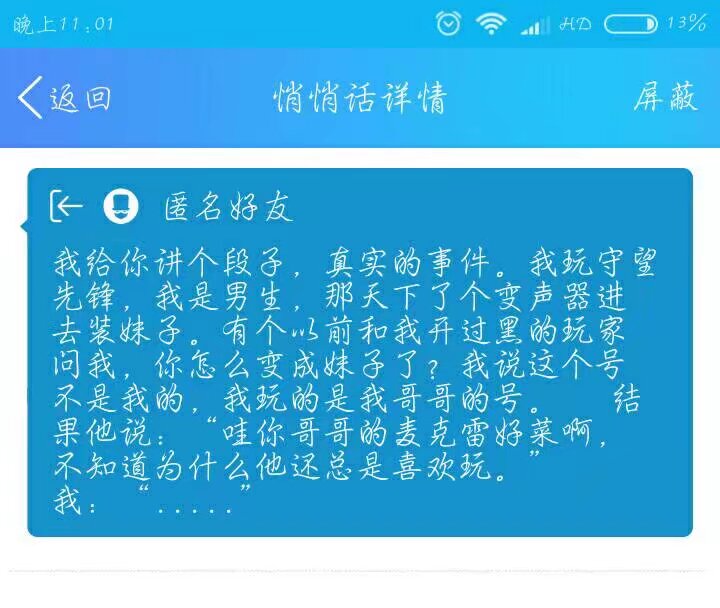 晚上11:01 HD 13%
返回 悄悄话详情 屏蔽
匿名好友
我给你讲个段子，真实的事件。我玩守望
先锋，我是男生，那天下了个变声器进
去装妹子。有个以前和我开过黑的玩家
问我，你怎么变成妹子了？我说这个号
不是我的，我玩的是我哥哥的号。 结
果他说：“哇你哥哥的麦克雷好菜啊，
不知道为什么他还总是喜欢玩。”
我：“.....”